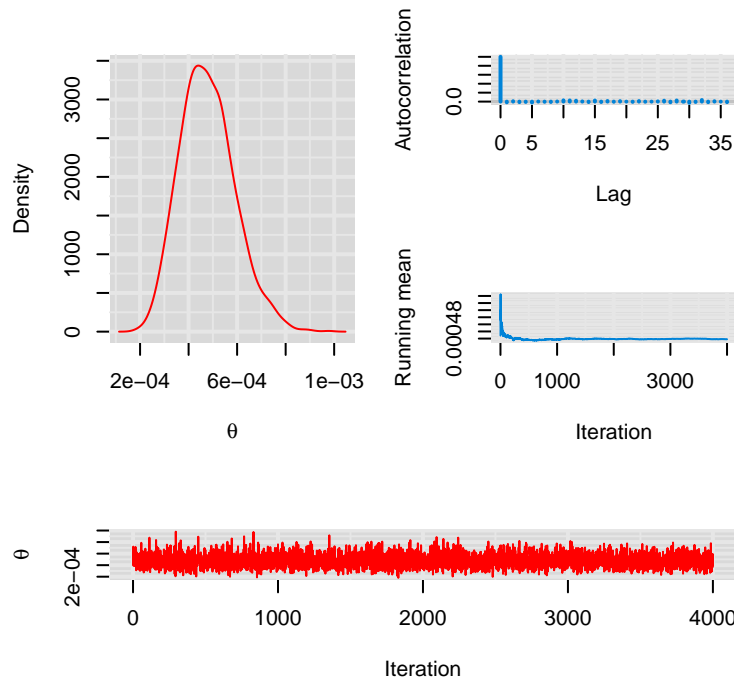 Density
0 1000 2000 3000
2e−04 6e−04 1e−03
θ
Autocorrelation
0.0
0 5 15 25 35
Lag
Running mean
0.00048
0 1000 3000
Iteration
θ
2e−04
0 1000 2000 3000 4000
Iteration